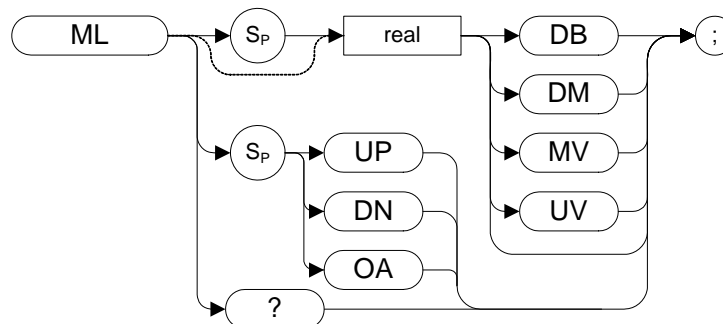 ML SP real DB ;
DM
SP UP MV
DN UV
OA
?